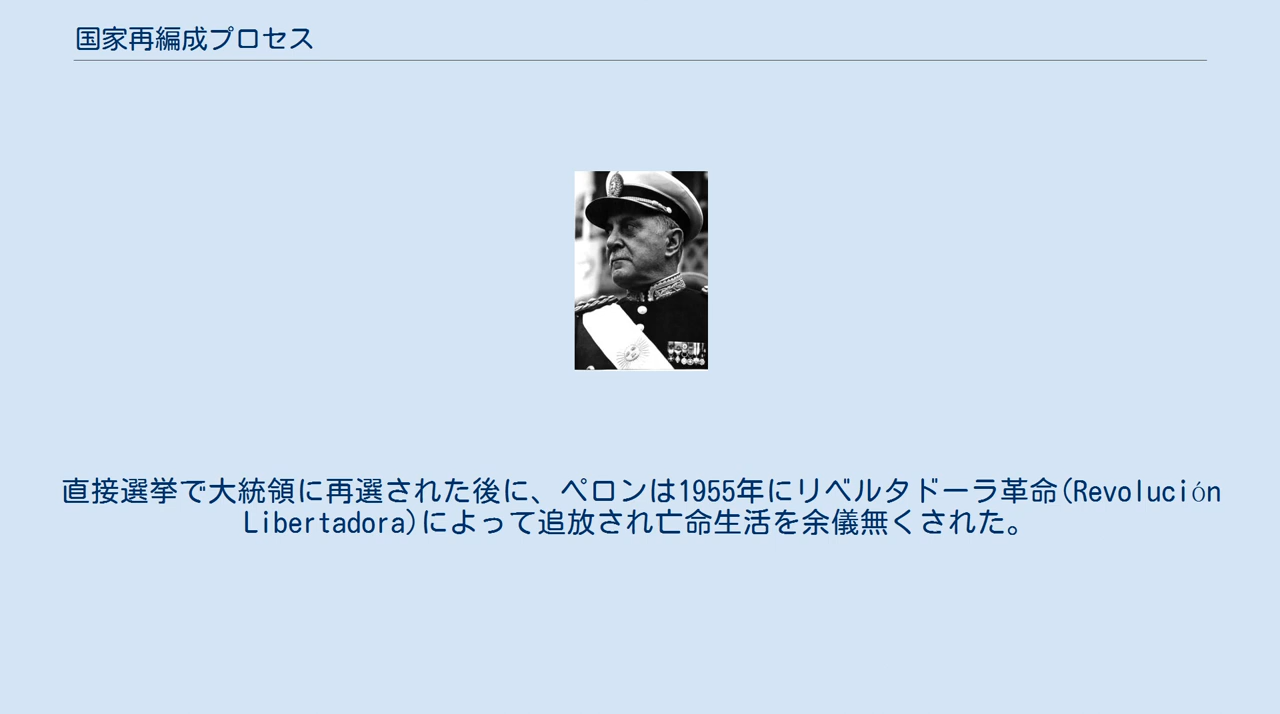 国家再編成プロセス
直接選挙で大統領に再選された後に、ペロンは1955年にリベルタドーラ革命(Revolución
Libertadora)によって追放され亡命生活を余儀無くされた。